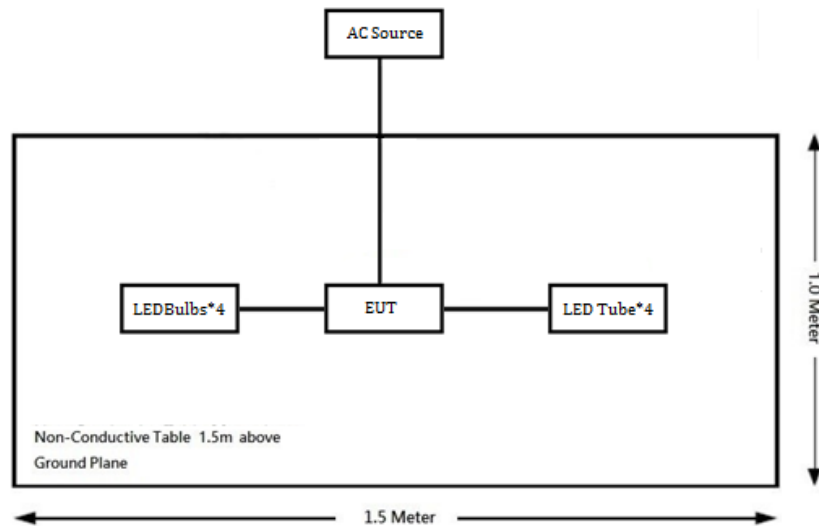 AC Source
LEDBulbs*4
EUT
LED Tube*4
1.0 Meter
Non-Conductive Table 1.5m above
Ground Plane
1.5 Meter